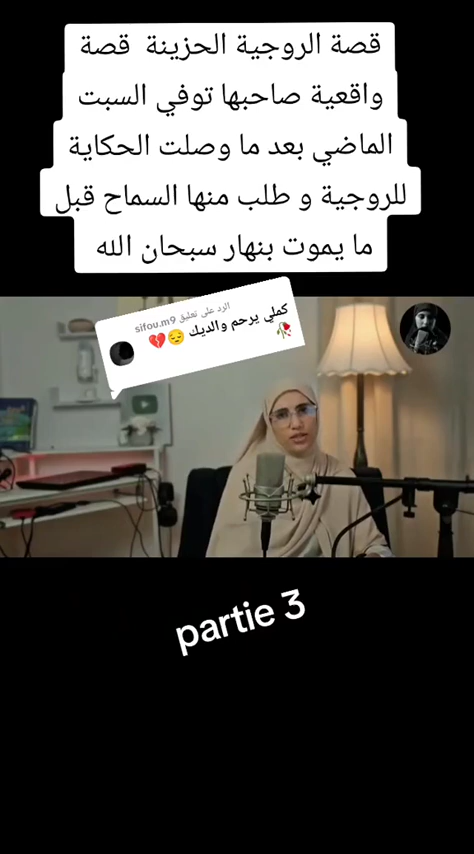 قصة الروجية الحزينة قصة
واقعية صاحبها توفي السبت
الماضي بعد ما وصلت الحكاية
للروجية و طلب منها السماح قبل
ما يموت بنهار سبحان الله
الرد على تعليق sifou.m9
كملي يرحم والديك 😔💔
🥀
partie 3